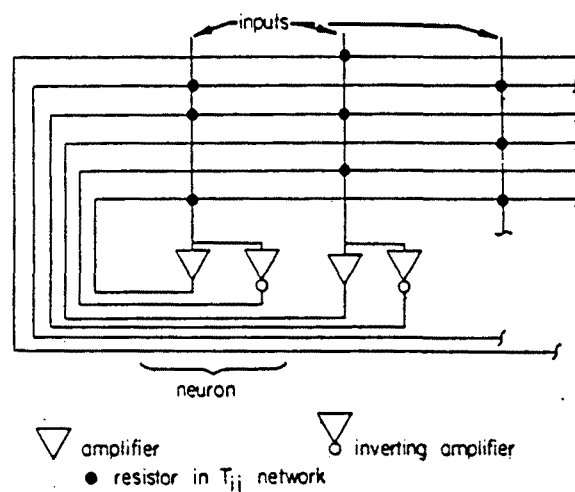 inputs
neuron
amplifier
inverting amplifier
resistor in Tij network